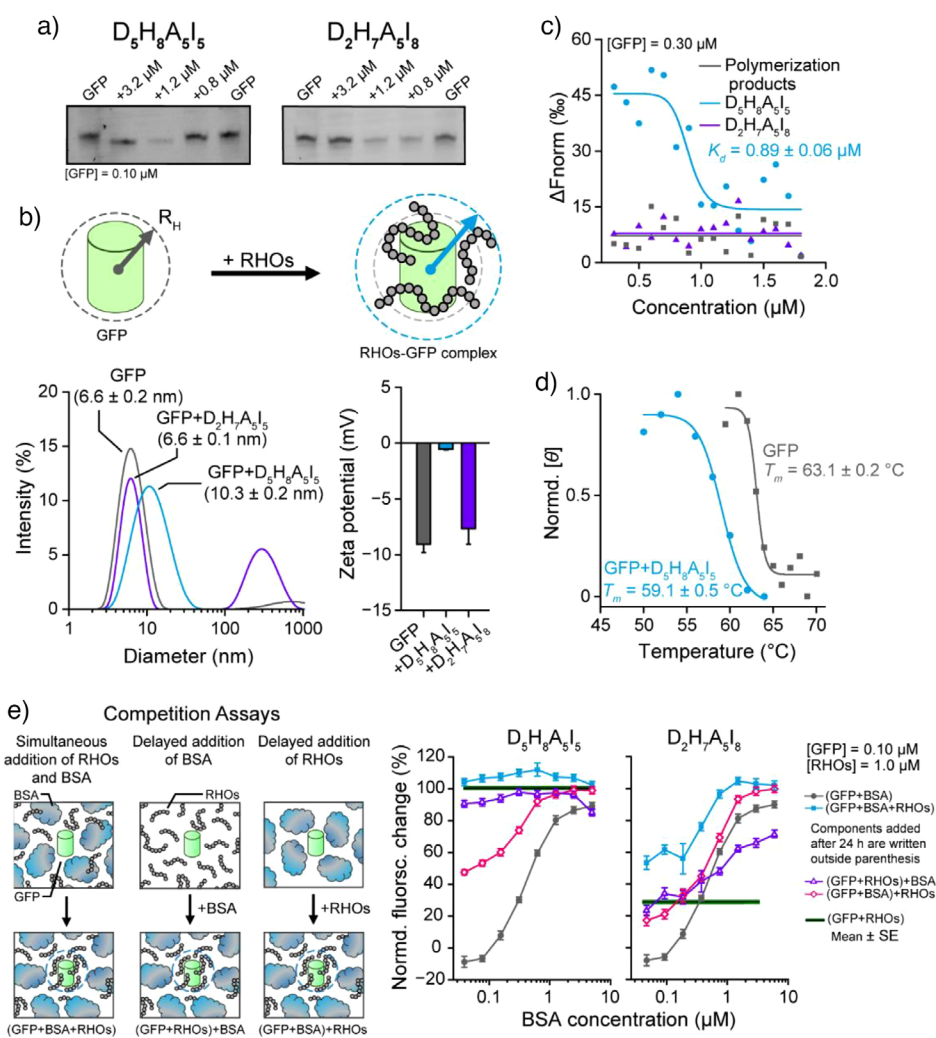 a)
D₅H₈A₅I₅
D₂H₇A₅I₈
GFP
+3.2 μM
+1.2 μM
+0.8 μM
GFP
GFP
+3.2 μM
+1.2 μM
+0.8 μM
GFP
[GFP] = 0.10 μM
b)
R_H
+ RHOs
GFP
RHOs-GFP complex
20
15
10
5
0
Intensity (%)
GFP
(6.6 ± 0.2 nm)
GFP+D₂H₇A₅I₅
(6.6 ± 0.1 nm)
GFP+D₅H₈A₅I₅
(10.3 ± 0.2 nm)
1
10
100
1000
Diameter (nm)
5
0
−5
−10
−15
Zeta potential (mV)
GFP
+D₅H₈A₅I₅
+D₂H₇A₅I₈
c)
60
45
30
15
0
ΔFnorm (‰)
[GFP] = 0.30 μM
Polymerization
products
D₅H₈A₅I₅
D₂H₇A₅I₈
K_d = 0.89 ± 0.06 μM
0.5
1.0
1.5
2.0
Concentration (μM)
d)
1.0
0.5
0
Normd. [θ]
GFP
T_m = 63.1 ± 0.2 °C
GFP+D₅H₈A₅I₅
T_m = 59.1 ± 0.5 °C
45
50
55
60
65
70
Temperature (°C)
e)
Competition Assays
Simultaneous
addition of RHOs
and BSA
Delayed addition
of BSA
Delayed addition
of RHOs
BSA
RHOs
GFP
+BSA
+RHOs
(GFP+BSA+RHOs)
(GFP+RHOs)+BSA
(GFP+BSA)+RHOs
D₅H₈A₅I₅
D₂H₇A₅I₈
120
100
80
60
40
20
0
−20
Normd. fluorsc. change (%)
0.1
1
10
0.1
1
10
BSA concentration (μM)
[GFP] = 0.10 μM
[RHOs] = 1.0 μM
(GFP+BSA)
(GFP+BSA+RHOs)
Components added
after 24 h are written
outside parenthesis
(GFP+RHOs)+BSA
(GFP+BSA)+RHOs
(GFP+RHOs)
Mean ± SE